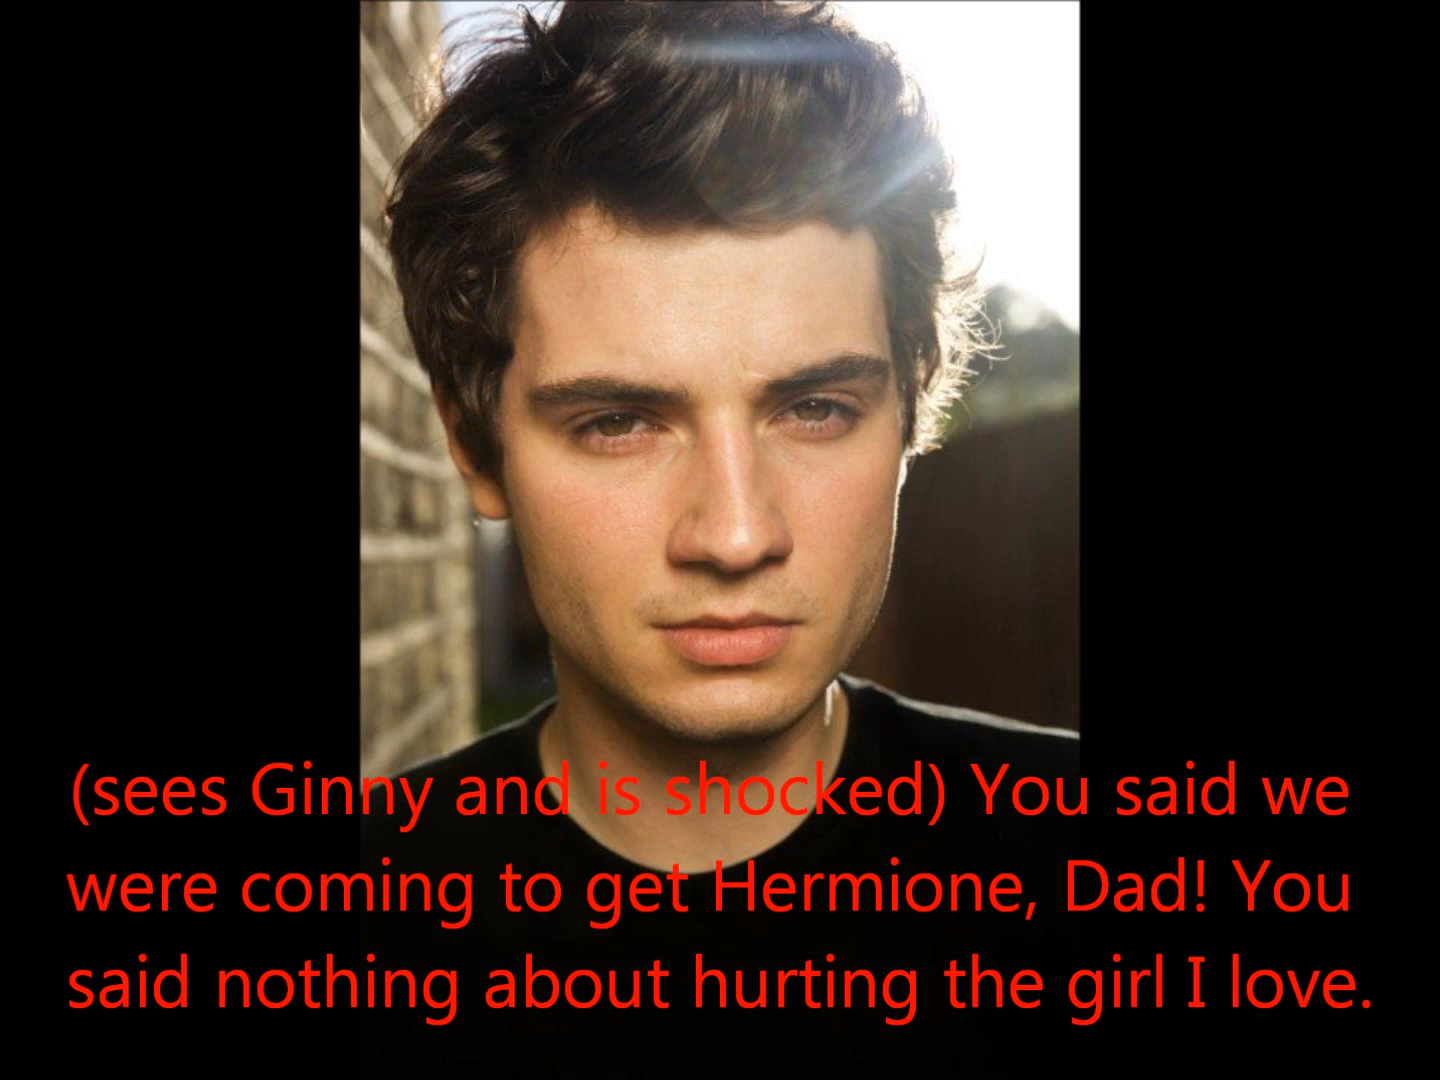 (sees Ginny and is shocked) You said we
were coming to get Hermione, Dad! You
said nothing about hurting the girl I love.